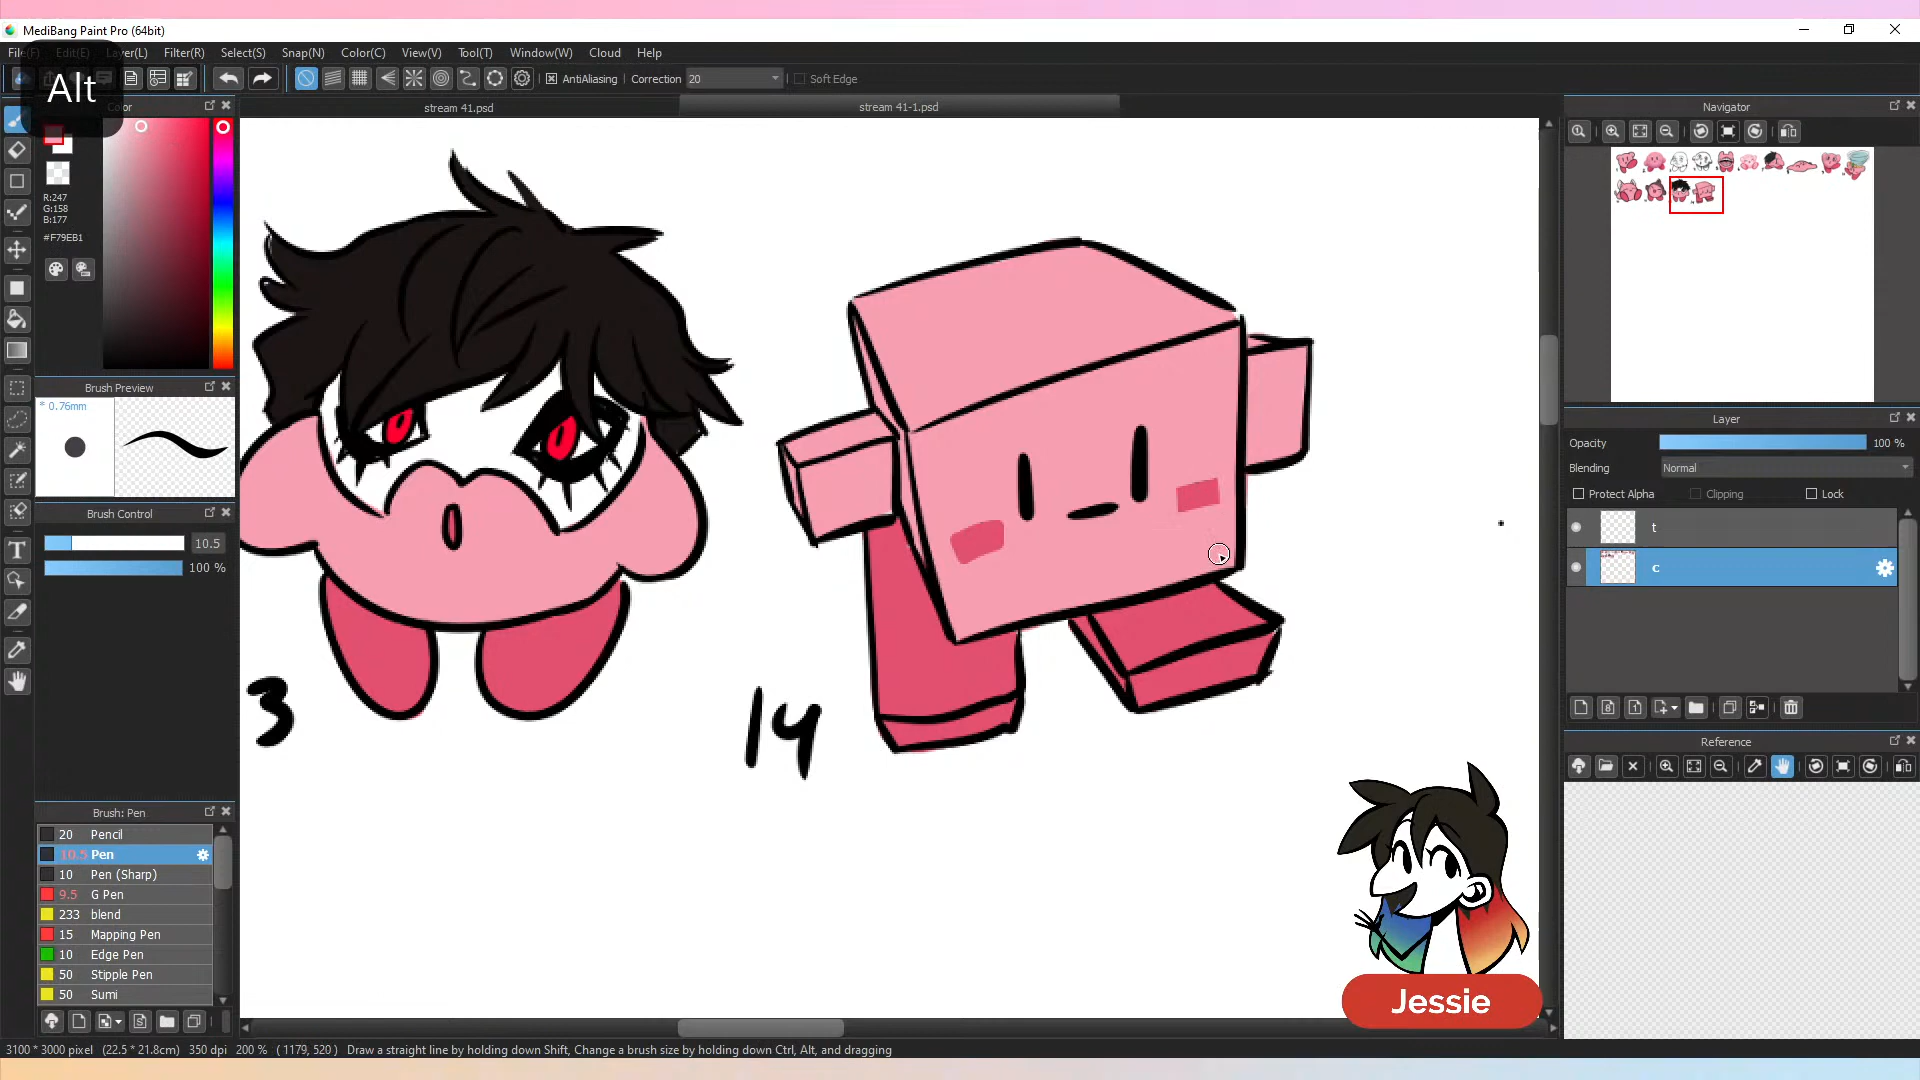 MediBang Paint Pro (64bit)
File(F) Edit(E) Layer(L) Filter(R) Select(S) Snap(N) Color(C) View(V) Tool(T) Window(W) Cloud Help
Alt
AntiAliasing Correction 20 Soft Edge
Color
stream 41.psd
stream 41-1.psd
Navigator
R:247
G:158
B:177
#F79EB1
Brush Preview
* 0.76mm
Brush Control
10.5
100 %
Layer
Opacity 100 %
Blending Normal
Protect Alpha Clipping Lock
t
c
3
14
Reference
Brush: Pen
20 Pencil
10.5 Pen
10 Pen (Sharp)
9.5 G Pen
233 blend
15 Mapping Pen
10 Edge Pen
50 Stipple Pen
50 Sumi
Jessie
3100 * 3000 pixel (22.5 * 21.8cm) 350 dpi 200 % ( 1179, 520 ) Draw a straight line by holding down Shift, Change a brush size by holding down Ctrl, Alt, and dragging